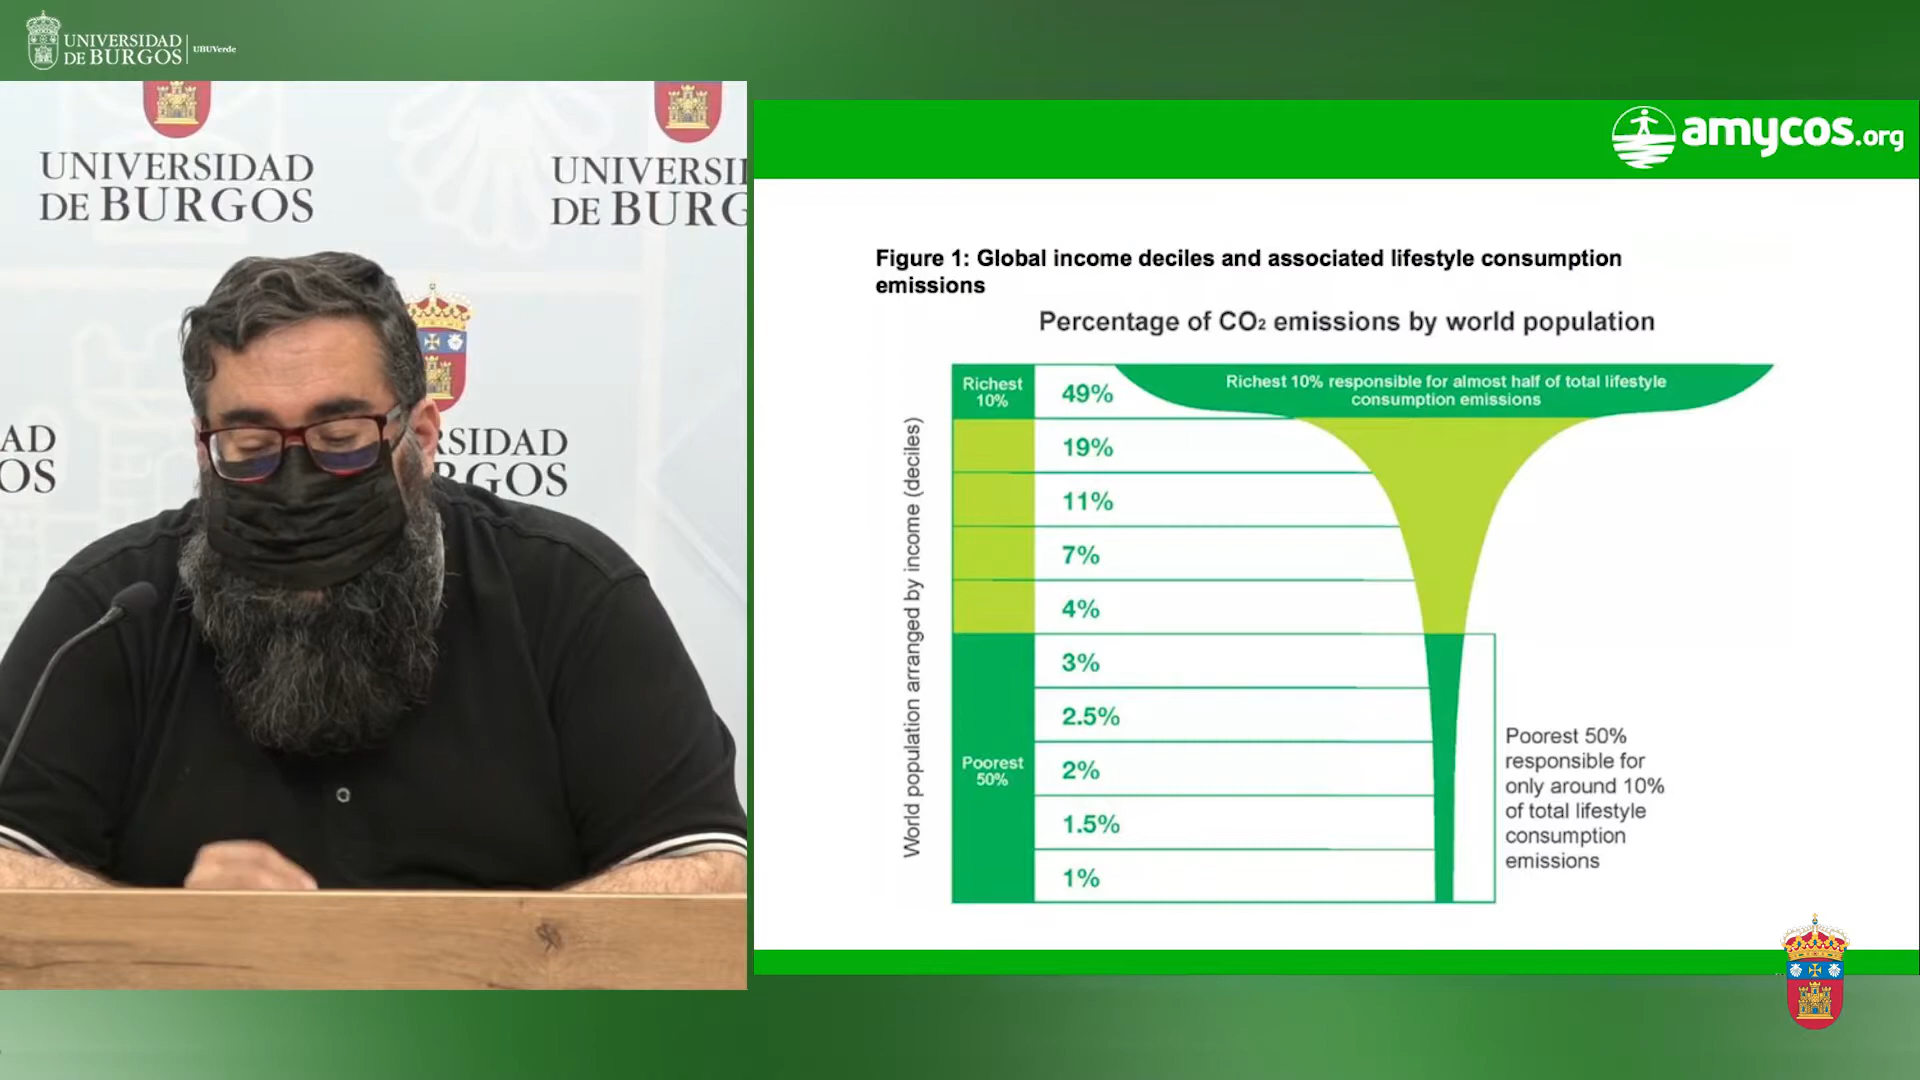 UNIVERSIDAD
DE BURGOS
UBUVerde
UNIVERSIDAD
DE BURGOS
UNIVERSI
DE BURG
AD
OS
RSIDAD
RGOS
amycos.org
Figure 1: Global income deciles and associated lifestyle consumption
emissions
Percentage of CO₂ emissions by world population
World population arranged by income (deciles)
Richest
10%
49%
Richest 10% responsible for almost half of total lifestyle
consumption emissions
19%
11%
7%
4%
3%
2.5%
Poorest
50%
2%
1.5%
1%
Poorest 50%
responsible for
only around 10%
of total lifestyle
consumption
emissions